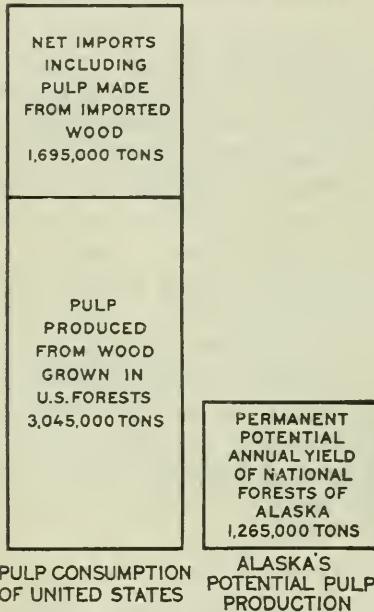 NET IMPORTS
INCLUDING
PULP MADE
FROM IMPORTED
WOOD
1,695,000 TONS
PULP
PRODUCED
FROM WOOD
GROWN IN
U.S. FORESTS
3,045,000 TONS
PERMANENT
POTENTIAL
ANNUAL YIELD
OF NATIONAL
FORESTS OF
ALASKA
1,265,000 TONS
PULP CONSUMPTION
OF UNITED STATES
ALASKA'S
POTENTIAL PULP
PRODUCTION